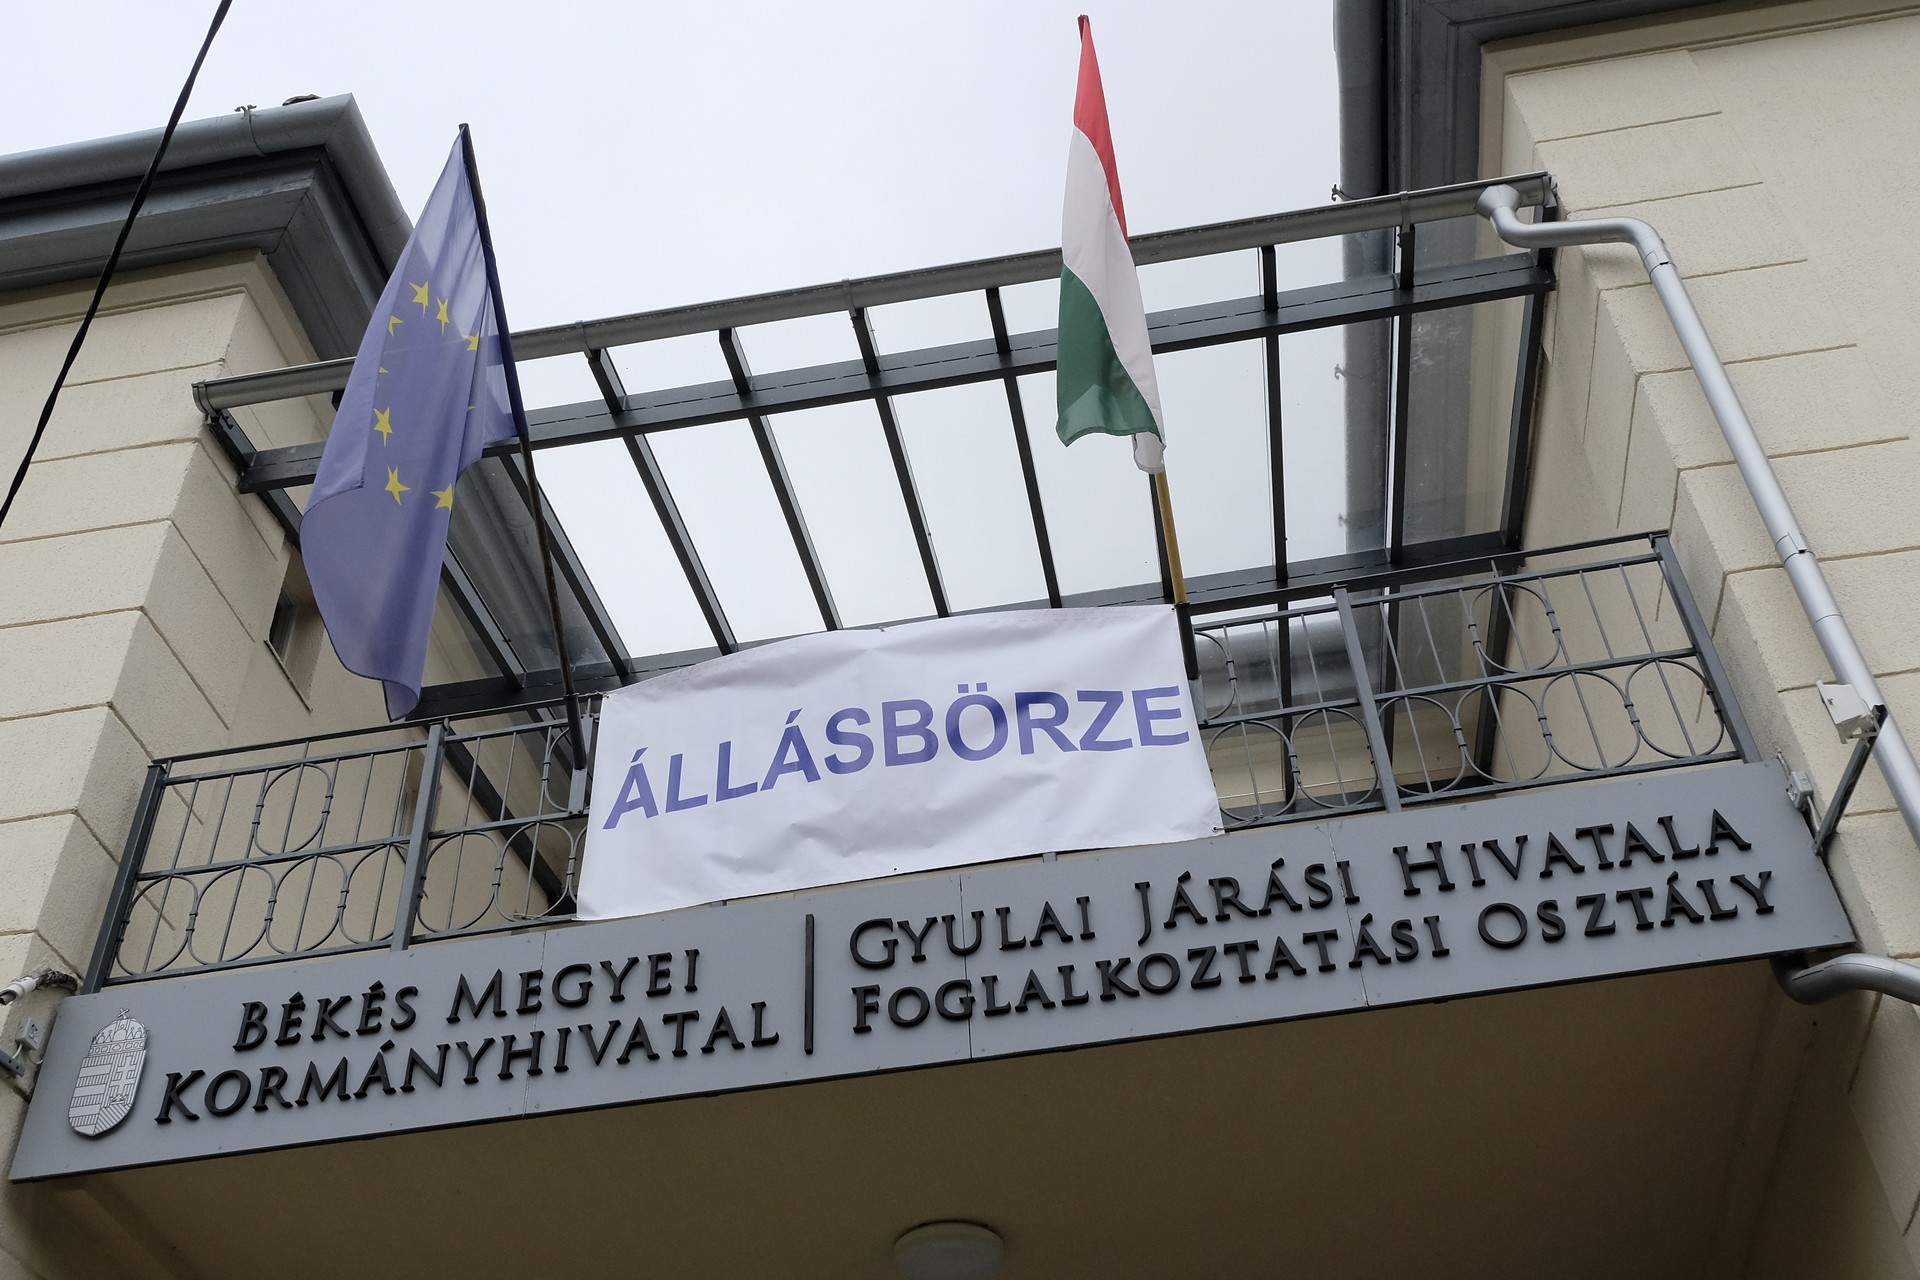 ÁLLÁSBÖRZE
BÉKÉS MEGYEI
KORMÁNYHIVATAL
GYULAI JÁRÁSI HIVATALA
FOGLALKOZTATÁSI OSZTÁLY